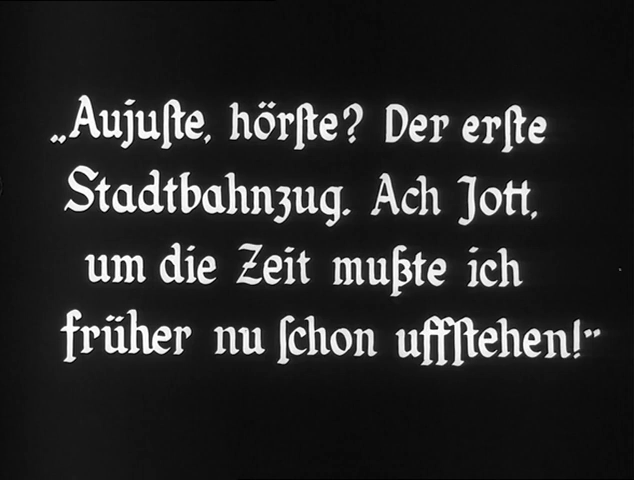 „Aujuſte, hörſte? Der erſte
Stadtbahnzug. Ach Jott,
um die Zeit mußte ich
früher nu ſchon uffſtehen!“